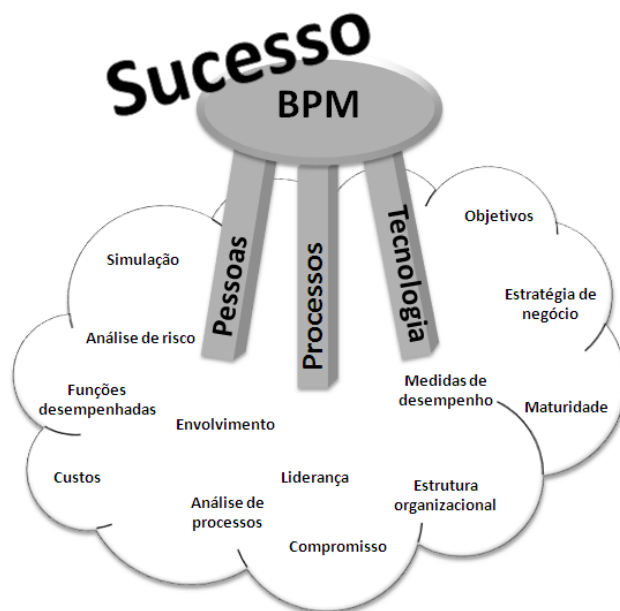 Sucesso
BPM
Pessoas
Processos
Tecnologia
Objetivos
Simulação
Estratégia de
negócio
Análise de risco
Funções
desempenhadas
Medidas de
desempenho
Maturidade
Envolvimento
Custos
Liderança
Estrutura
organizacional
Análise de
processos
Compromisso